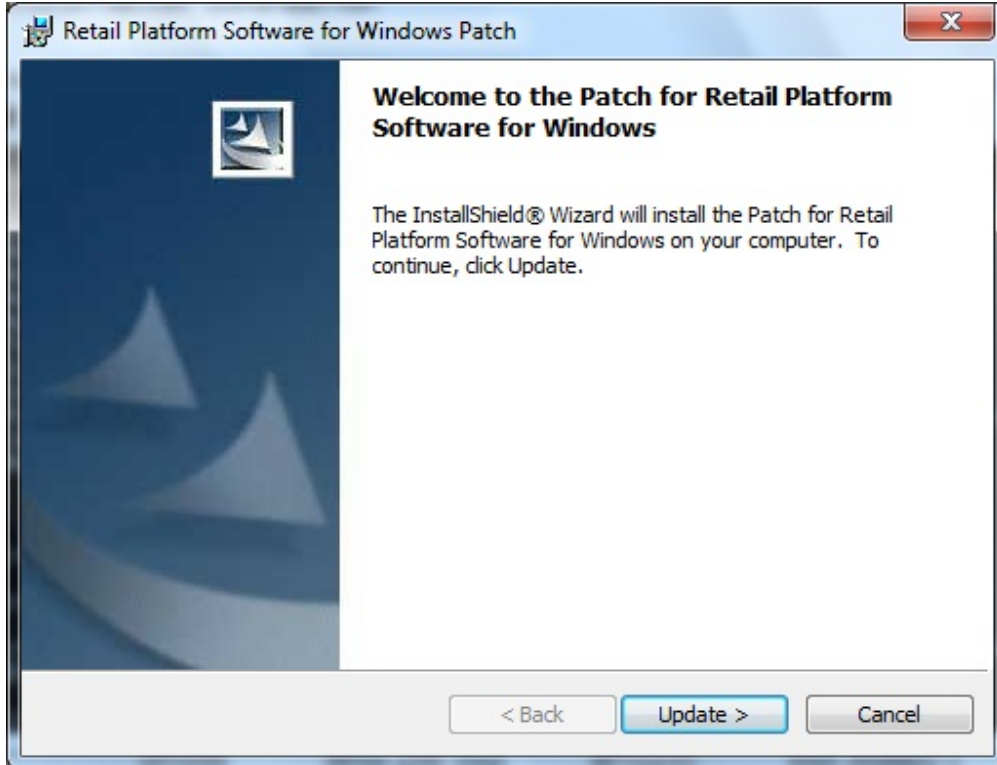 Retail Platform Software for Windows Patch
Welcome to the Patch for Retail Platform
Software for Windows
The InstallShield® Wizard will install the Patch for Retail
Platform Software for Windows on your computer. To
continue, click Update.
< Back Update > Cancel